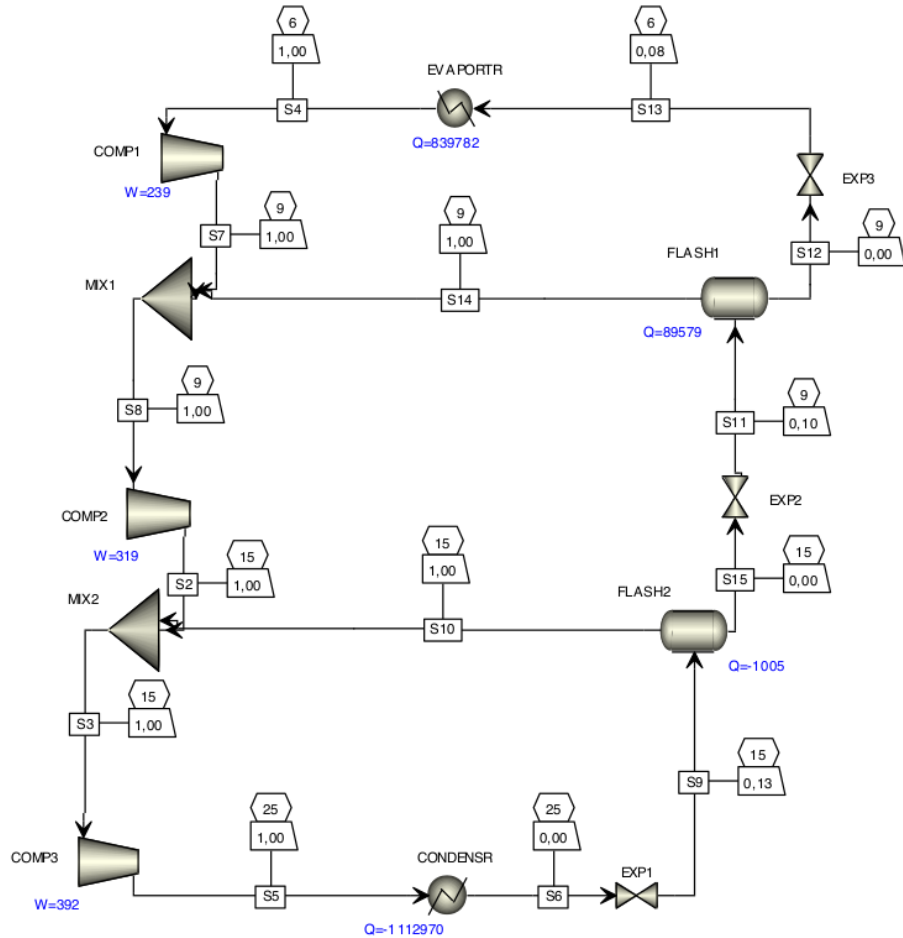 6
1,00
6
0,08
EVAPORTR
S4
S13
Q=839782
COMP1
W=239
EXP3
9
1,00
S7
9
1,00
FLASH1
9
0,00
S12
MIX1
S14
Q=89579
9
1,00
S8
9
0,10
S11
COMP2
W=319
EXP2
15
1,00
S2
15
1,00
15
0,00
S15
MIX2
FLASH2
S10
Q=-1005
15
1,00
S3
15
0,13
S9
25
1,00
25
0,00
COMP3
CONDENSR
EXP1
W=392
S5
S6
Q=-1112970